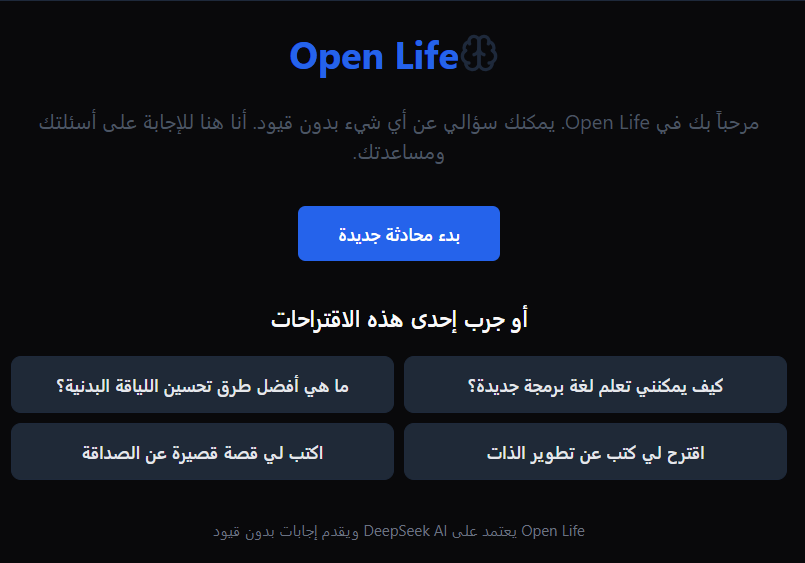 Open Life
مرحباً بك في Open Life. يمكنك سؤالي عن أي شيء بدون قيود. أنا هنا للإجابة على أسئلتك
ومساعدتك.
بدء محادثة جديدة
أو جرب إحدى هذه الاقتراحات
كيف يمكنني تعلم لغة برمجة جديدة؟
ما هي أفضل طرق تحسين اللياقة البدنية؟
اقترح لي كتب عن تطوير الذات
اكتب لي قصة قصيرة عن الصداقة
Open Life يعتمد على DeepSeek AI ويقدم إجابات بدون قيود